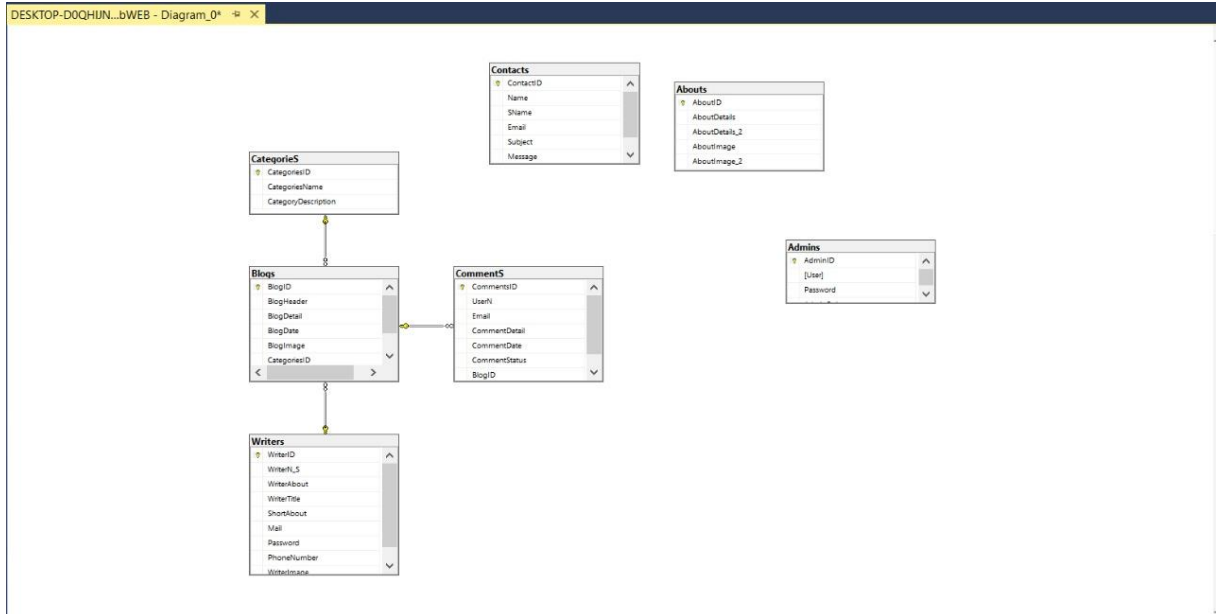 DESKTOP-D0QHIJN...bWEB - Diagram_0*
Contacts
ContactID
Name
SName
Email
Subject
Message
Abouts
AboutID
AboutDetails
AboutDetails_2
AboutImage
AboutImage_2
CategorieS
CategoriesID
CategoriesName
CategoryDescription
Admins
AdminID
[User]
Password
Blogs
BlogID
BlogHeader
BlogDetail
BlogDate
BlogImage
CategoriesID
CommentS
CommentsID
UserN
Email
CommentDetail
CommentDate
CommentStatus
BlogID
Writers
WriterID
WriterN_S
WriterAbout
WriterTitle
ShortAbout
Mail
Password
PhoneNumber
WriterImage